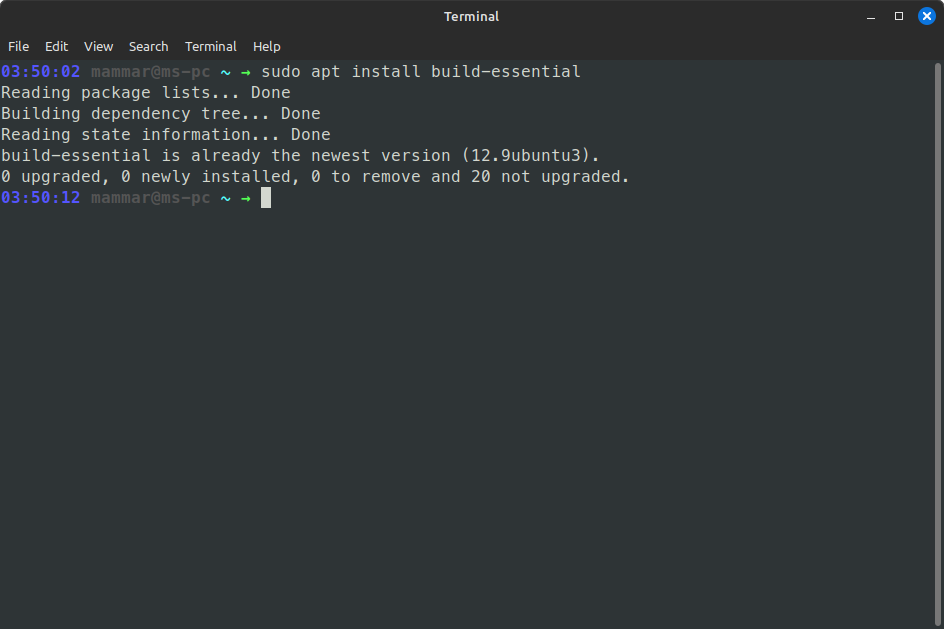 Terminal
File Edit View Search Terminal Help
03:50:02 mammar@ms-pc ~ → sudo apt install build-essential
Reading package lists... Done
Building dependency tree... Done
Reading state information... Done
build-essential is already the newest version (12.9ubuntu3).
0 upgraded, 0 newly installed, 0 to remove and 20 not upgraded.
03:50:12 mammar@ms-pc ~ →